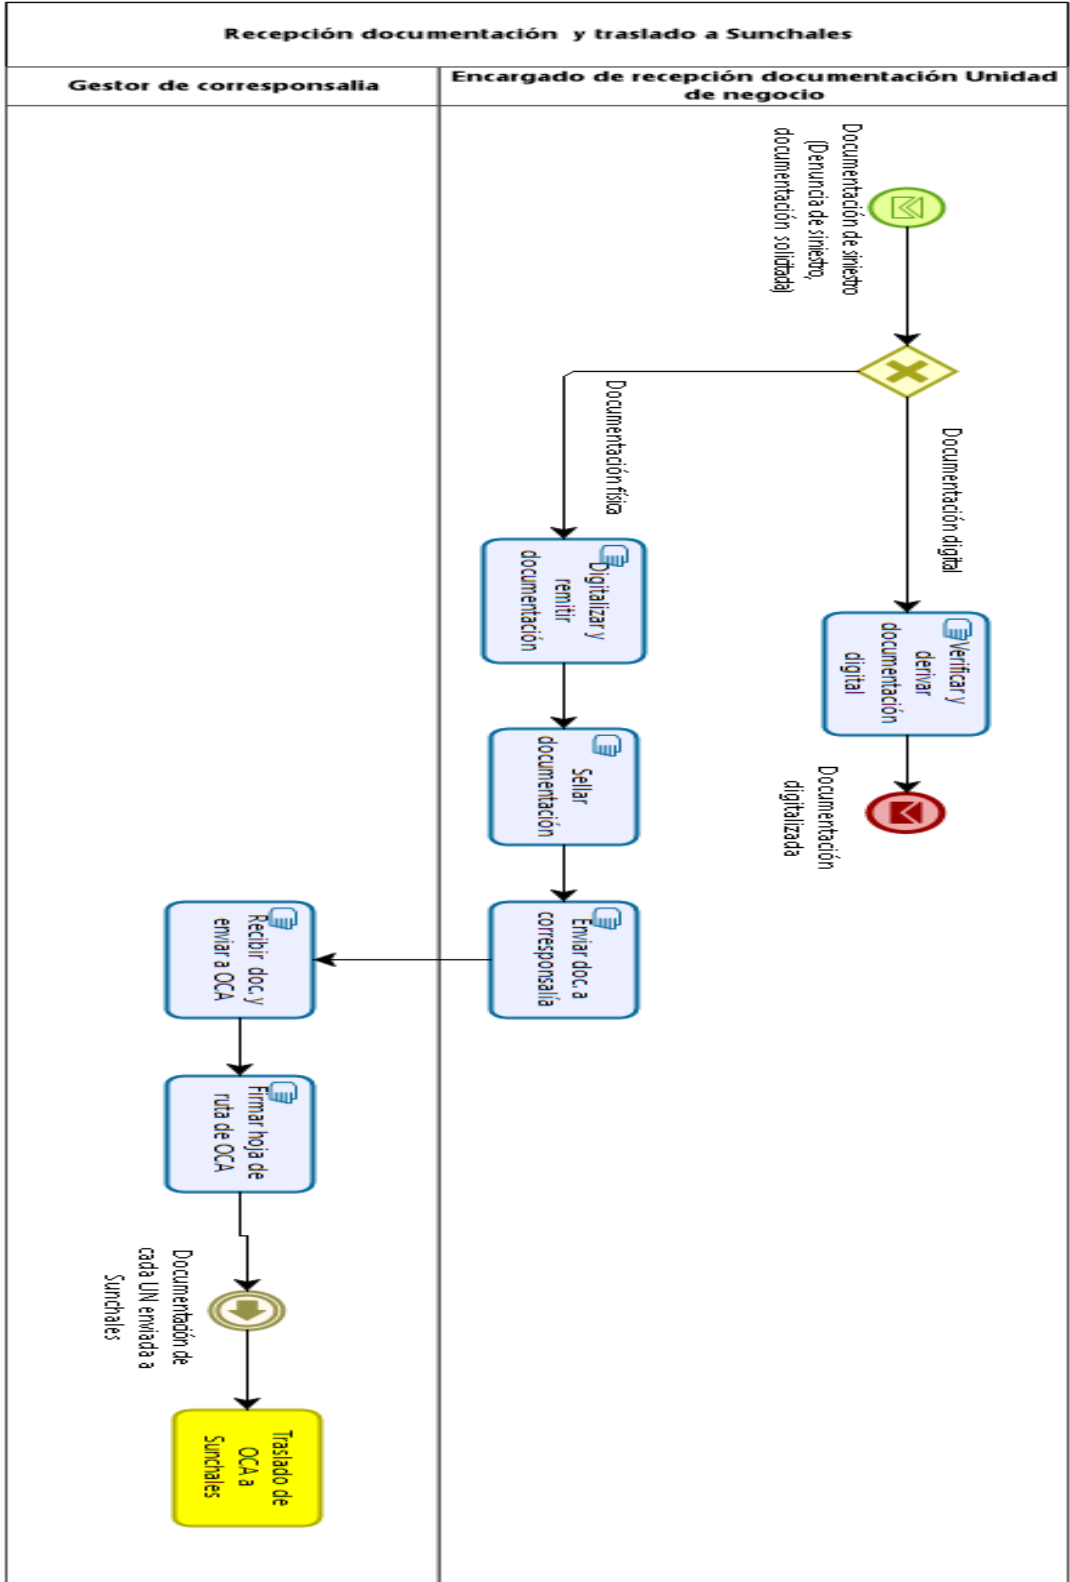 Recepción documentación y traslado a Sunchales
Gestor de corresponsalia
Encargado de recepción documentación Unidad
de negocio
Documentación de siniestro
(Denuncia de siniestro,
documentación solicitada)
Documentación digital
Documentación física
Verificar y
derivar
documentación
digital
Documentación
digitalizada
Digitalizar y
remitir
documentación
Sellar
documentación
Enviar doc. a
corresponsalía
Recibir doc. y
enviar a OCA
Firmar hoja de
ruta de OCA
Documentación de
cada UN enviada a
Sunchales
Traslado de
OCA a
Sunchales